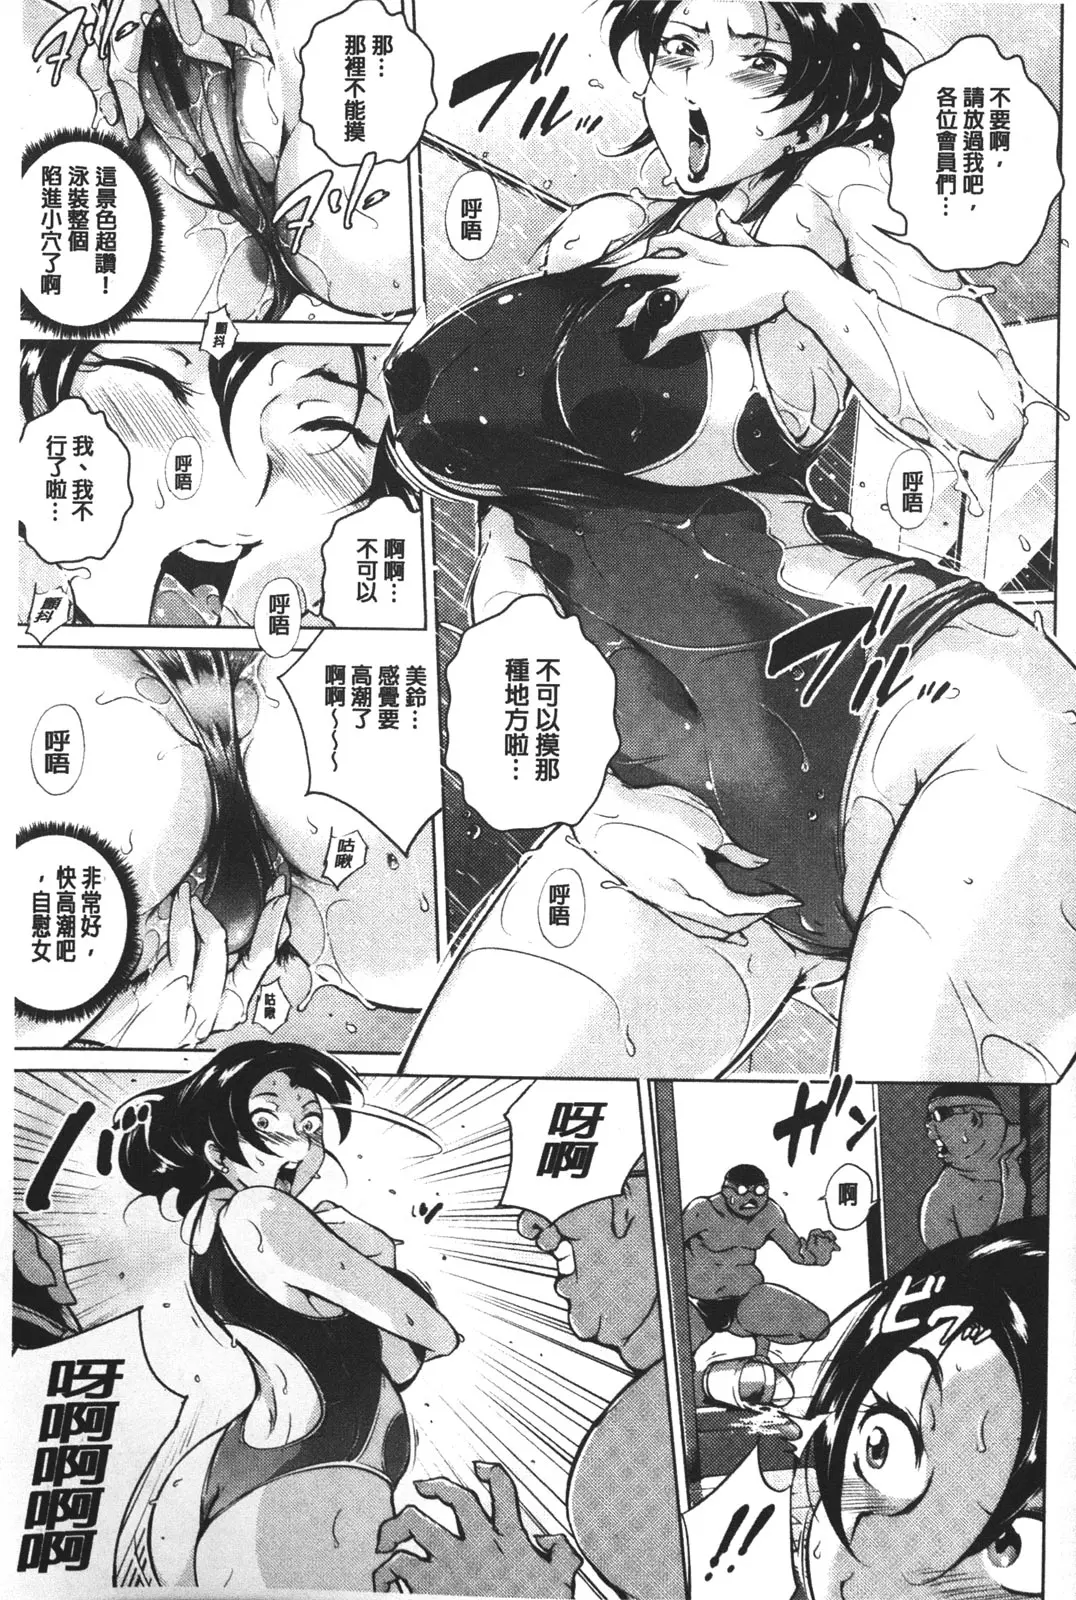 不要啊，
請放過我吧，
各位會員們…
呼唔
呼唔
不可以摸那
種地方啦…
呼唔
那…
那裡不能摸
這景色超讚！
泳裝整個
陷進小穴了啊
顫抖
我、我不
行了啦…
呼唔
啊啊…
不可以
呼唔
顫抖
美鈴…
感覺要
高潮了
啊啊～～～
呼唔
咕啾
非常好，
快高潮吧
，自慰女
咕啾
ガン
啊
ビクッ
!!
呀啊
呀啊啊啊啊